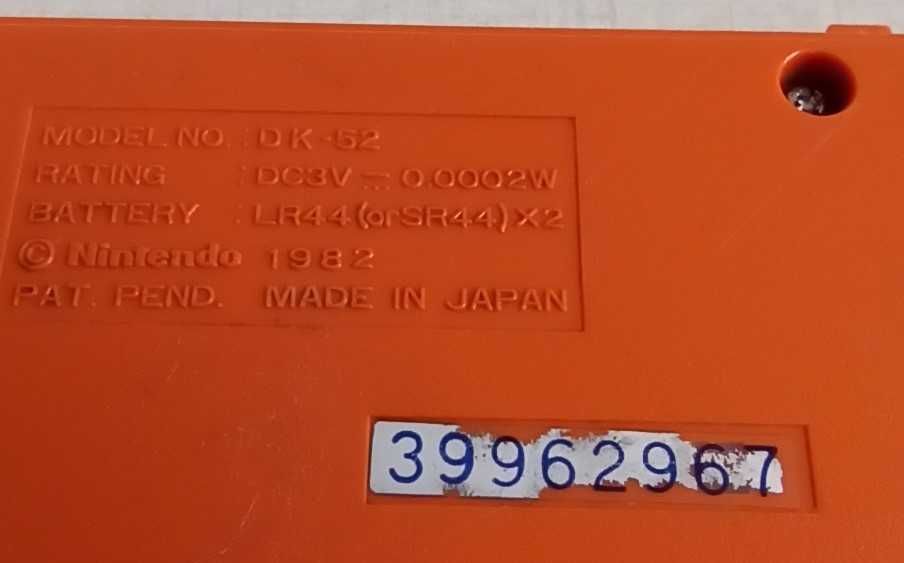 MODEL NO. : DK-52
RATING : DC3V ⎓ 0.0002W
BATTERY : LR44(orSR44)X2
© Nintendo 1982
PAT. PEND. MADE IN JAPAN
39962967